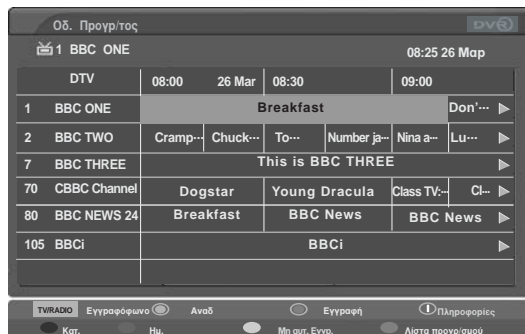 Οδ. Προγρ/τος DVR
1 BBC ONE 08:25 26 Μαρ
DTV 08:00 26 Mar 08:30 09:00
1 BBC ONE Breakfast Don'···
2 BBC TWO Cramp··· Chuck··· To··· Number ja··· Nina a··· Lu···
7 BBC THREE This is BBC THREE
70 CBBC Channel Dogstar Young Dracula Class TV:··· Cl···
80 BBC NEWS 24 Breakfast BBC News BBC News
105 BBCi BBCi
TV/RADIO Εγγραφόφωνο Αναδ Εγγραφή Πληροφορίες
Κατ. Ημ. Μη αυτ. Εγγρ. Λίστα προγρ/σμού